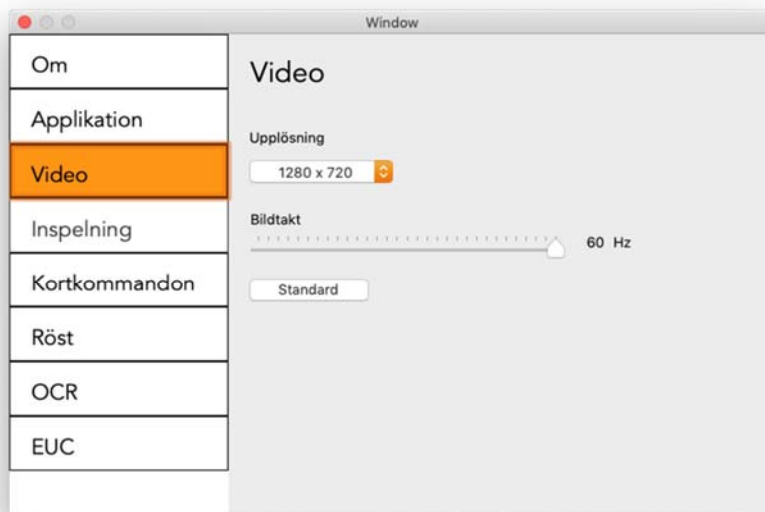 Window
Om
Applikation
Video
Inspelning
Kortkommandon
Röst
OCR
EUC
Video
Upplösning
1280 x 720
Bildtakt
60 Hz
Standard